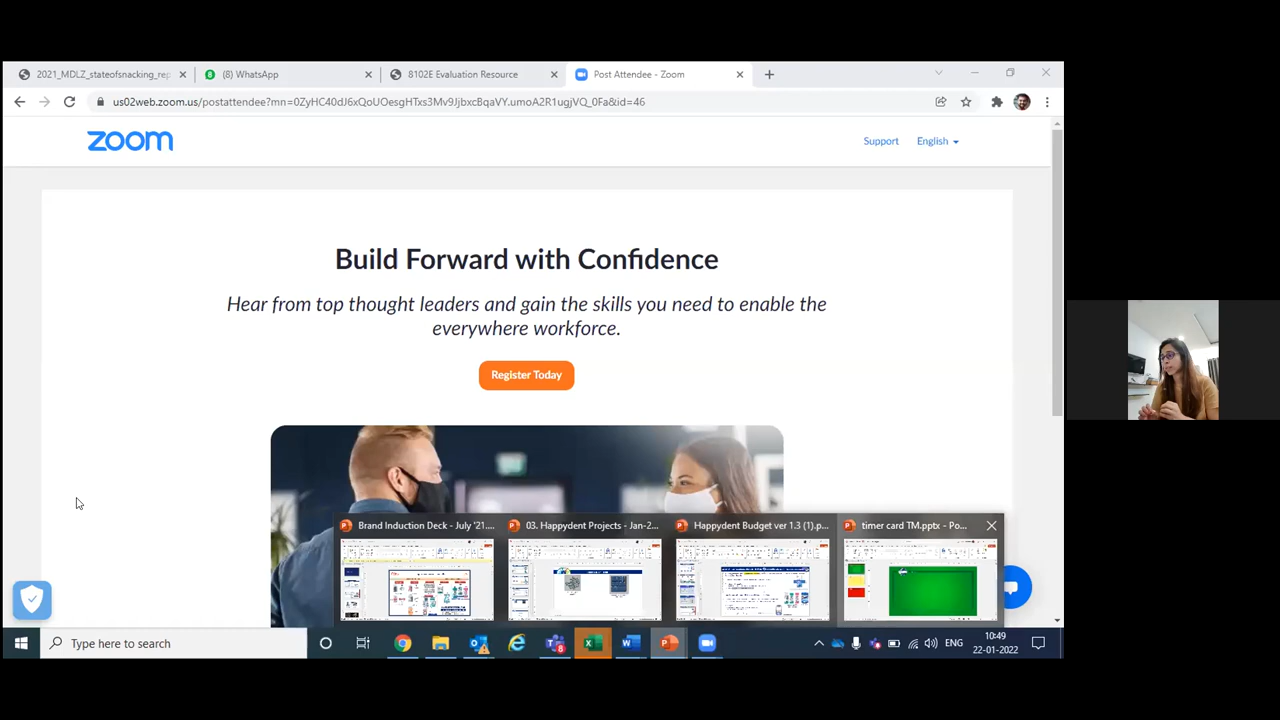 2021_MDLZ_stateofsnacking_rep
(8) WhatsApp
8102E Evaluation Resource
Post Attendee - Zoom
us02web.zoom.us/postattendee?mn=0ZyHC40dJ6xQoUOesgHTxs3Mv9JjbxcBqaVY.umoA2R1ugjVQ_0Fa&id=46
zoom
Support
English
Build Forward with Confidence
Hear from top thought leaders and gain the skills you need to enable the
everywhere workforce.
Register Today
Brand Induction Deck - July '21....
03. Happydent Projects - Jan-2...
Happydent Budget ver 1.3 (1).p...
timer card TM.pptx - Po...
Type here to search
ENG
10:49
22-01-2022